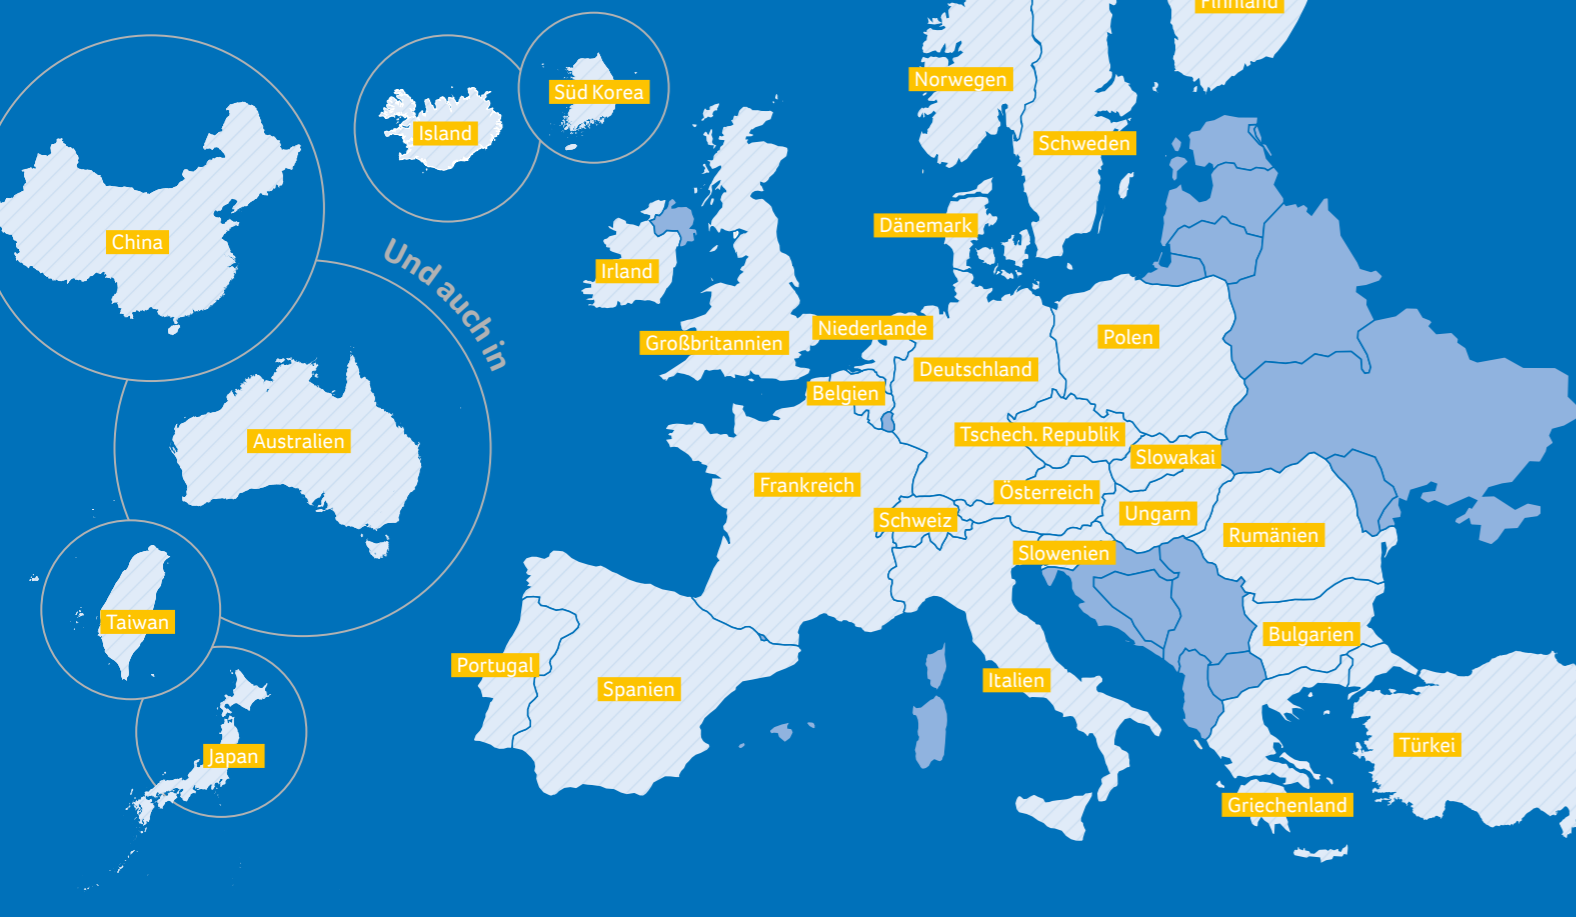 Finnland
Norwegen
Süd Korea
Island
Schweden
China
Dänemark
Und auch in
Irland
Niederlande
Großbritannien
Polen
Deutschland
Belgien
Australien
Tschech. Republik
Slowakai
Frankreich
Österreich
Ungarn
Schweiz
Rumänien
Slowenien
Taiwan
Bulgarien
Portugal
Italien
Spanien
Türkei
Japan
Griechenland